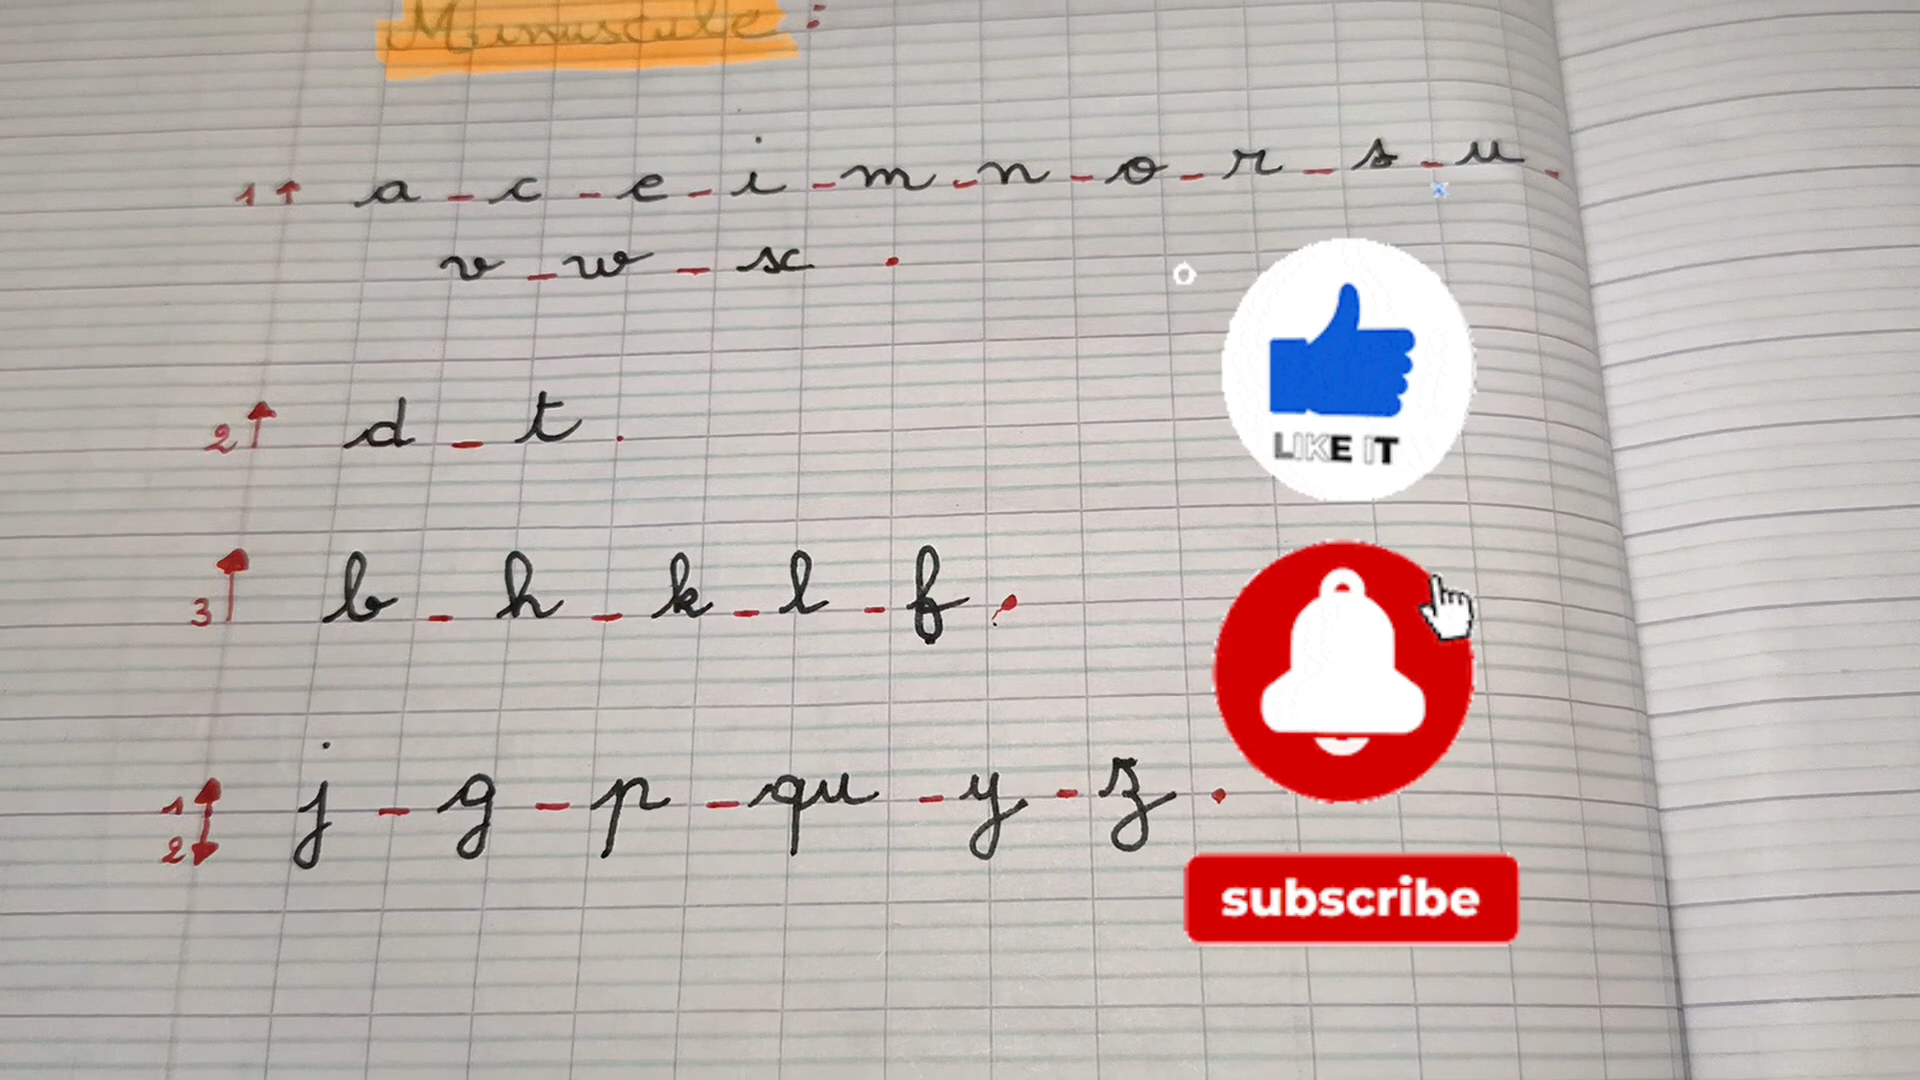 Minuscule :
1↑ a - c - e - i - m - n - o - r - s - u -
v - w - x .
2↑ d - t .
3↑ b - h - k - l - f .
1↑2↓ j - g - p - qu - y - z .
LIKE IT
subscribe